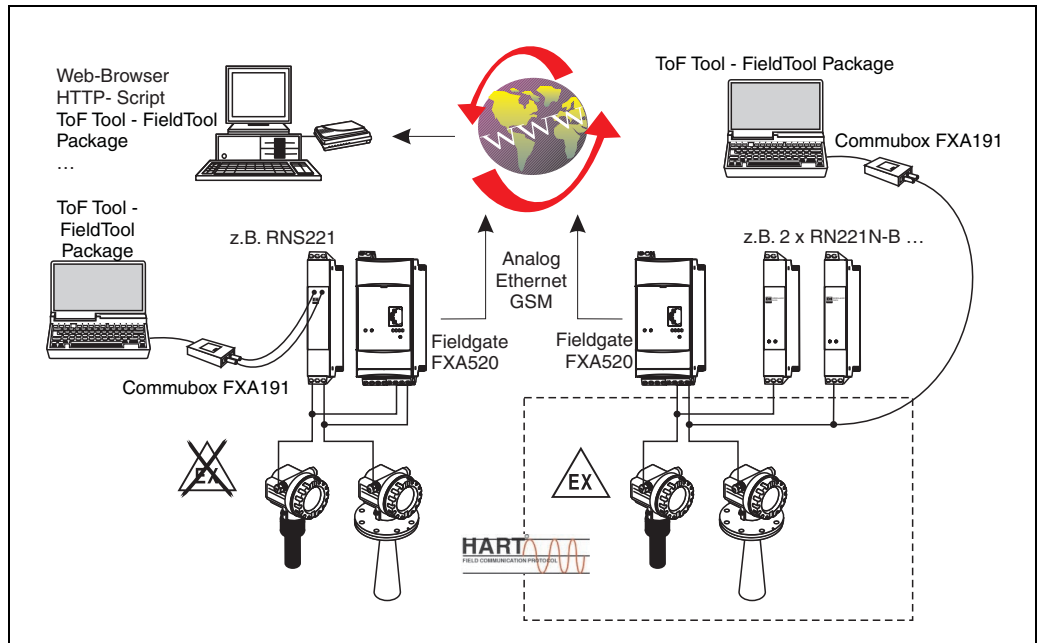 Web-Browser
HTTP- Script
ToF Tool - FieldTool
Package
…
ToF Tool - FieldTool Package
Commubox FXA191
WWW
ToF Tool -
FieldTool
Package
z.B. RNS221
Analog
Ethernet
GSM
z.B. 2 x RN221N-B …
Fieldgate
FXA520
Fieldgate
FXA520
Commubox FXA191
EX
EX
HART
FIELD COMMUNICATION PROTOCOL